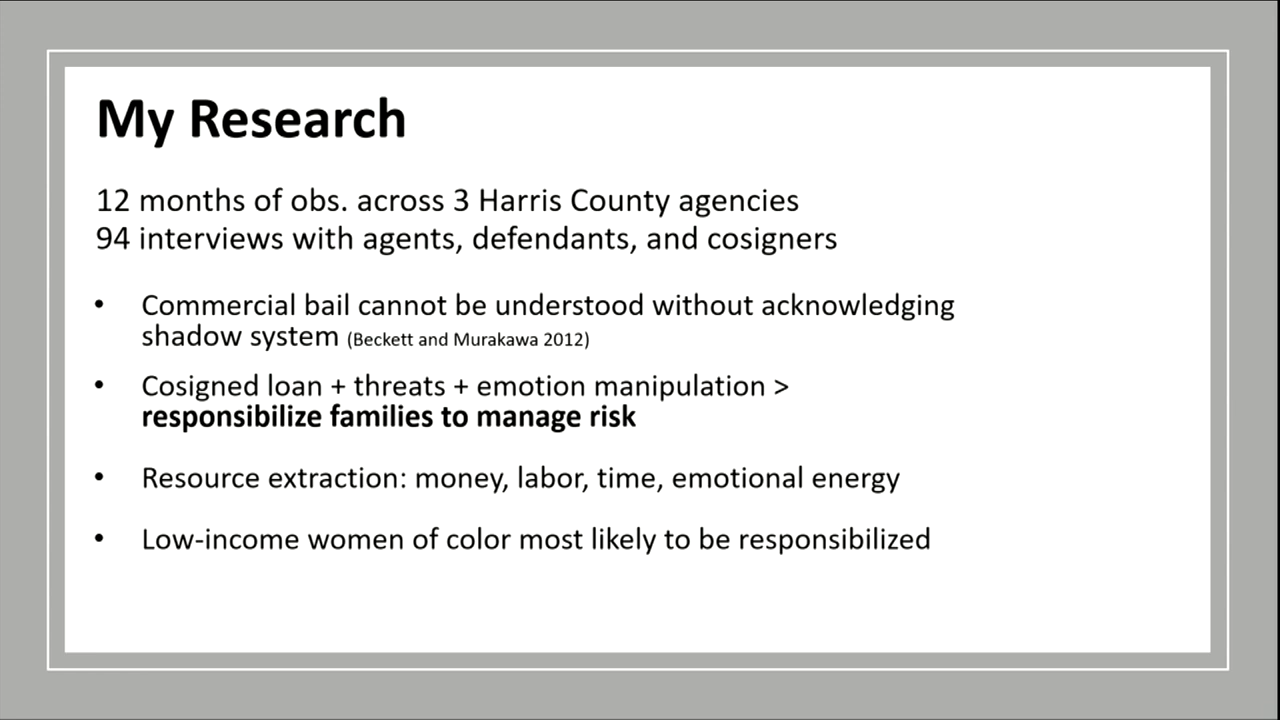 My Research
12 months of obs. across 3 Harris County agencies
94 interviews with agents, defendants, and cosigners
• Commercial bail cannot be understood without acknowledging
shadow system (Beckett and Murakawa 2012)
• Cosigned loan + threats + emotion manipulation >
responsibilize families to manage risk
• Resource extraction: money, labor, time, emotional energy
• Low-income women of color most likely to be responsibilized